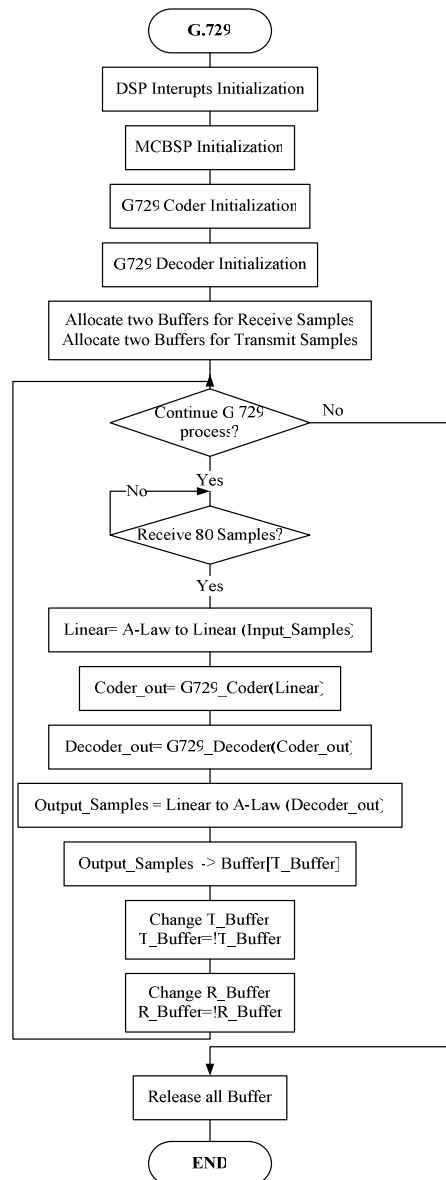 G.729
DSP Interupts Initialization
MCBSP Initialization
G729 Coder Initialization
G729 Decoder Initialization
Allocate two Buffers for Receive Samples
Allocate two Buffers for Transmit Samples
Continue G 729
process?
No
Yes
No
Receive 80 Samples?
Yes
Linear= A-Law to Linear (Input_Samples)
Coder_out= G729_Coder(Linear)
Decoder_out= G729_Decoder(Coder_out)
Output_Samples = Linear to A-Law (Decoder_out)
Output_Samples -> Buffer[T_Buffer]
Change T_Buffer
T_Buffer=!T_Buffer
Change R_Buffer
R_Buffer=!R_Buffer
Release all Buffer
END